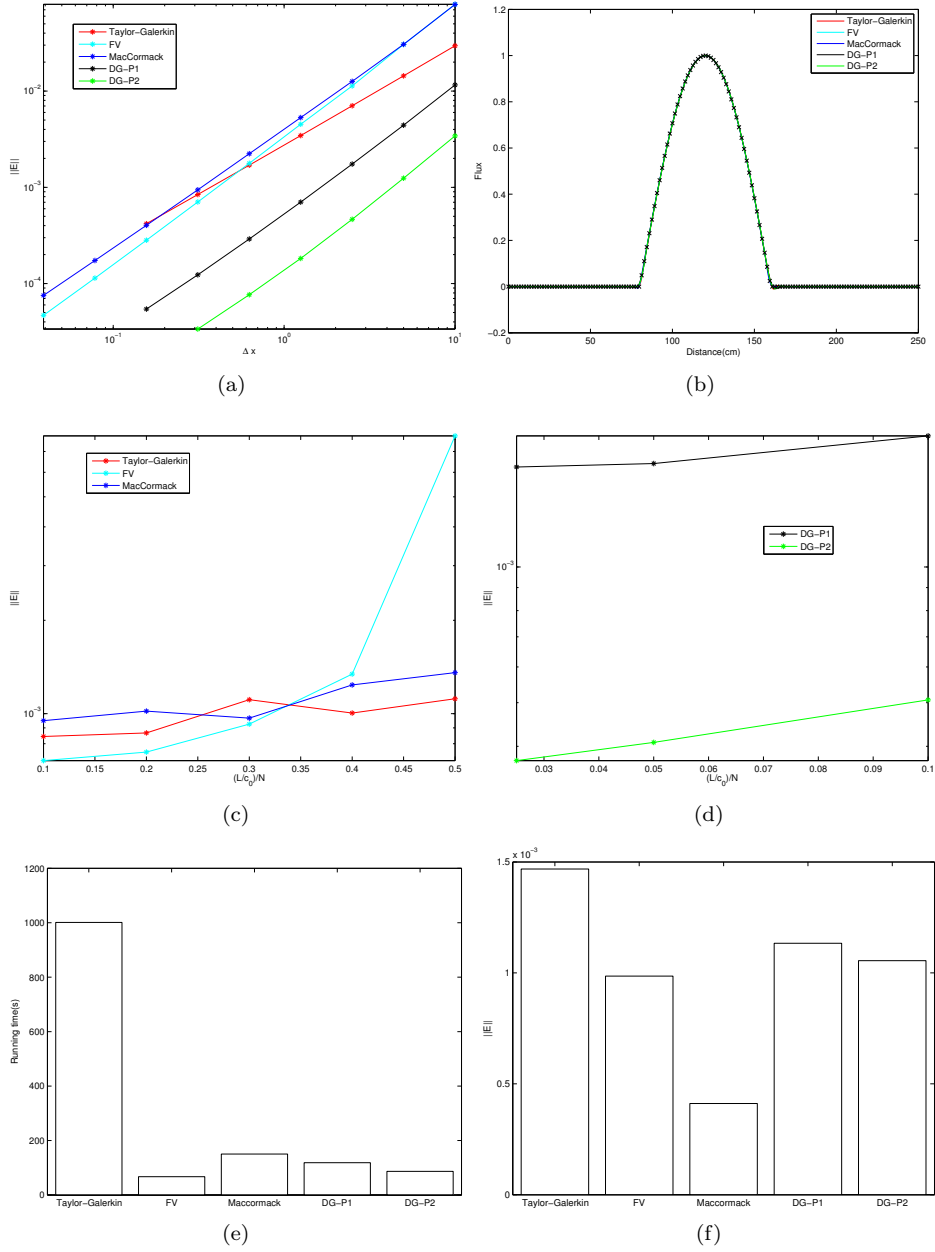 Taylor−Galerkin
FV
MacCormack
DG−P1
DG−P2
10⁻²
10⁻³
10⁻⁴
||E||
10⁻¹
10⁰
10¹
Δ x
(a)
Taylor−Galerkin
FV
MacCormack
DG−P1
DG−P2
1.2
1
0.8
0.6
0.4
0.2
0
−0.2
Flux
0
50
100
150
200
250
Distance(cm)
(b)
Taylor−Galerkin
FV
MacCormack
||E||
10⁻³
0.1
0.15
0.2
0.25
0.3
0.35
0.4
0.45
0.5
(L/c₀)/N
(c)
DG−P1
DG−P2
10⁻³
||E||
0.03
0.04
0.05
0.06
0.07
0.08
0.09
0.1
(L/c₀)/N
(d)
1200
1000
800
600
400
200
0
Running time(s)
Taylor−Galerkin
FV
Maccormack
DG−P1
DG−P2
(e)
x 10⁻³
1.5
1
0.5
0
||E||
Taylor−Galerkin
FV
Maccormack
DG−P1
DG−P2
(f)